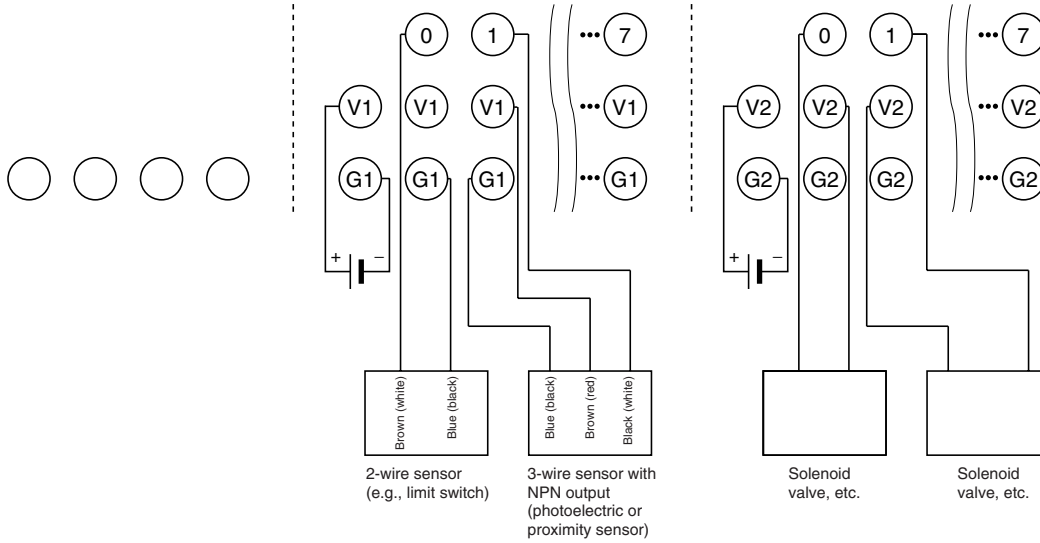 0 1 ••• 7
V1 V1 V1 ••• V1
G1 G1 G1 ••• G1
+ –
Brown (white)
Blue (black)
Blue (black)
Brown (red)
Black (white)
2-wire sensor
(e.g., limit switch)
3-wire sensor with
NPN output
(photoelectric or
proximity sensor)
0 1 ••• 7
V2 V2 V2 ••• V2
G2 G2 G2 ••• G2
+ –
Solenoid
valve, etc.
Solenoid
valve, etc.